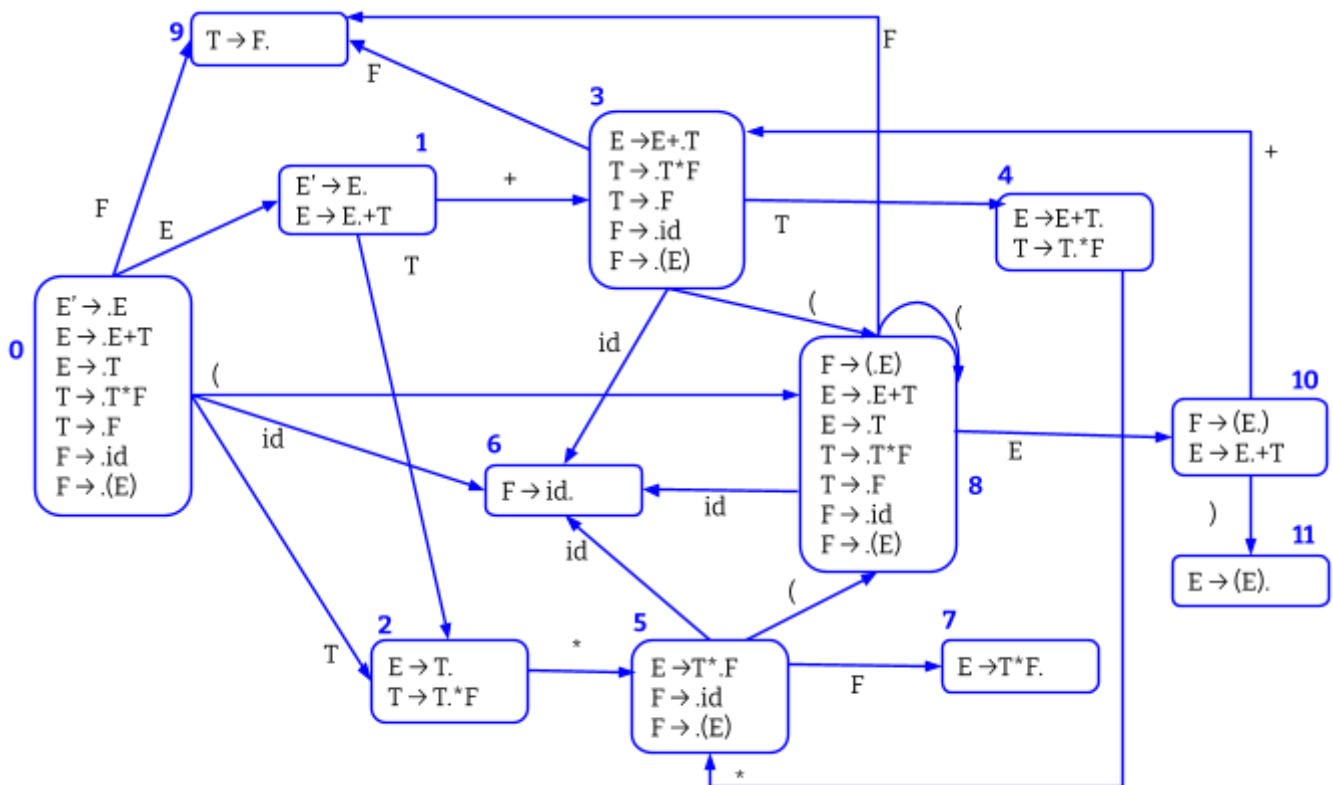 9
T → F.
F
F
F
3
E →E+.T
T → .T*F
T → .F
F → .id
F → .(E)
+
1
E' → E.
E → E.+T
+
4
E →E+T.
T → T.*F
T
E
T
0
E' → .E
E → .E+T
E → .T
T → .T*F
T → .F
F → .id
F → .(E)
(
id
(
(
id
8
F → (.E)
E → .E+T
E → .T
T → .T*F
T → .F
F → .id
F → .(E)
E
10
F → (E.)
E → E.+T
)
11
E → (E).
6
F → id.
id
id
(
T
2
E → T.
T → T.*F
*
5
E →T*.F
F → .id
F → .(E)
F
7
E →T*F.
*